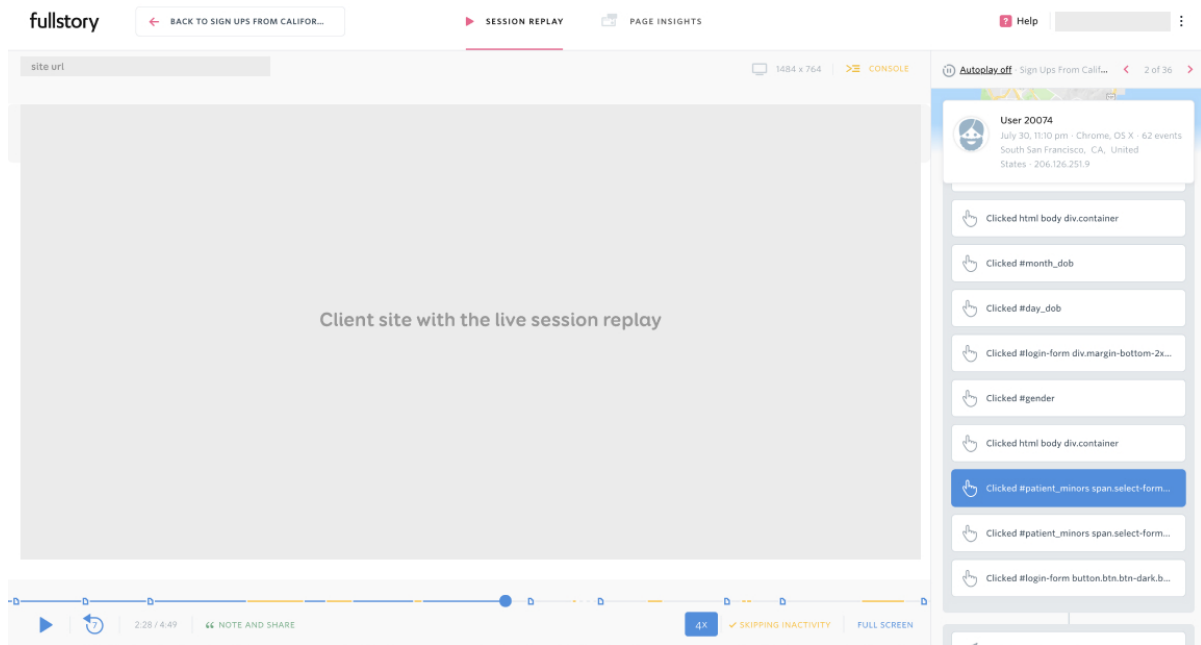 fullstory
BACK TO SIGN UPS FROM CALIFOR...
SESSION REPLAY
PAGE INSIGHTS
? Help
site url
1484 x 764
CONSOLE
Autoplay off · Sign Ups From Calif...
2 of 36
User 20074
July 30, 11:10 pm · Chrome, OS X · 62 events
South San Francisco, CA, United
States · 206.126.251.9
Clicked html body div.container
Clicked #month_dob
Clicked #day_dob
Clicked #login-form div.margin-bottom-2x...
Clicked #gender
Clicked html body div.container
Clicked #patient_minors span.select-form...
Clicked #patient_minors span.select-form...
Clicked #login-form button.btn.btn-dark.b...
Client site with the live session replay
7
2:28 / 4:49
NOTE AND SHARE
4X
SKIPPING INACTIVITY
FULL SCREEN